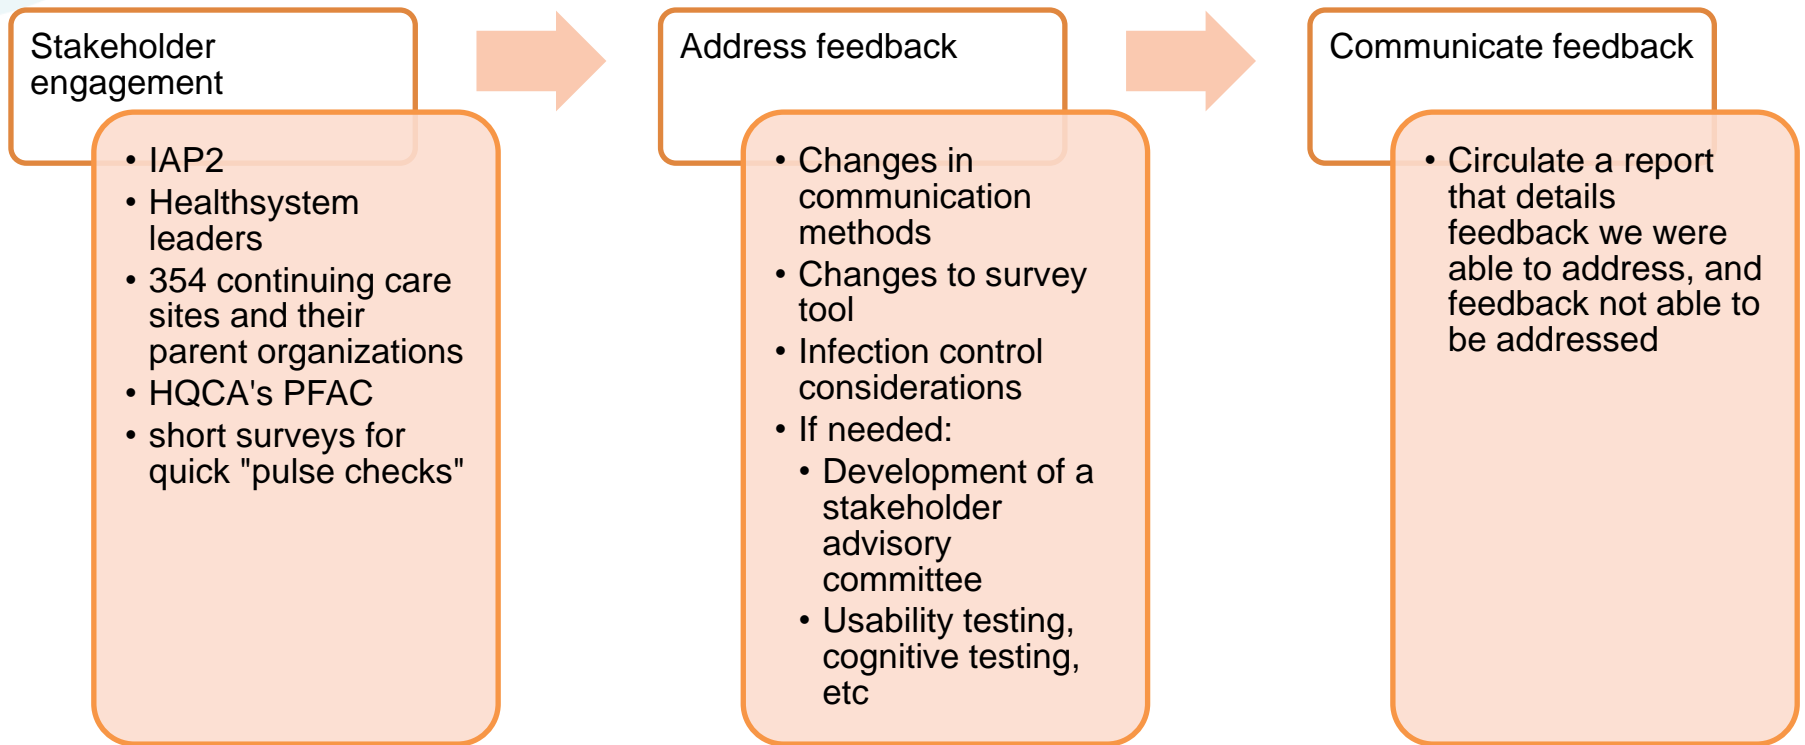 Stakeholder
engagement
• IAP2
• Healthsystem
leaders
• 354 continuing care
sites and their
parent organizations
• HQCA's PFAC
• short surveys for
quick "pulse checks"
Address feedback
• Changes in
communication
methods
• Changes to survey
tool
• Infection control
considerations
• If needed:
• Development of a
stakeholder
advisory
committee
• Usability testing,
cognitive testing,
etc
Communicate feedback
• Circulate a report
that details
feedback we were
able to address, and
feedback not able to
be addressed